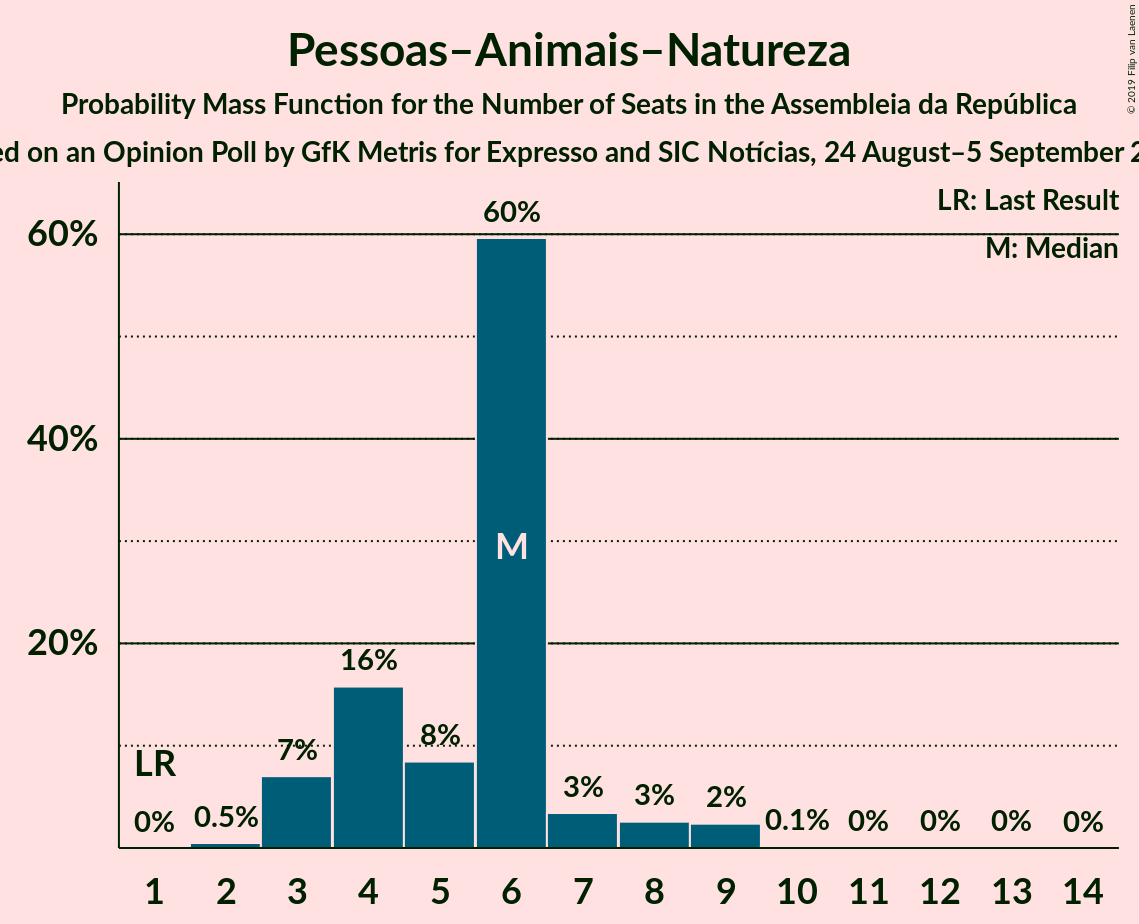 Pessoas–Animais–Natureza
Probability Mass Function for the Number of Seats in the Assembleia da República
on an Opinion Poll by GfK Metris for Expresso and SIC Notícias, 24 August–5 September
© 2019 Filip van Laenen
LR: Last Result
M: Median
60%
40%
20%
LR
0% 0.5% 7% 16% 8% 60% 3% 3% 2% 0.1% 0% 0% 0% 0%
M
1 2 3 4 5 6 7 8 9 10 11 12 13 14